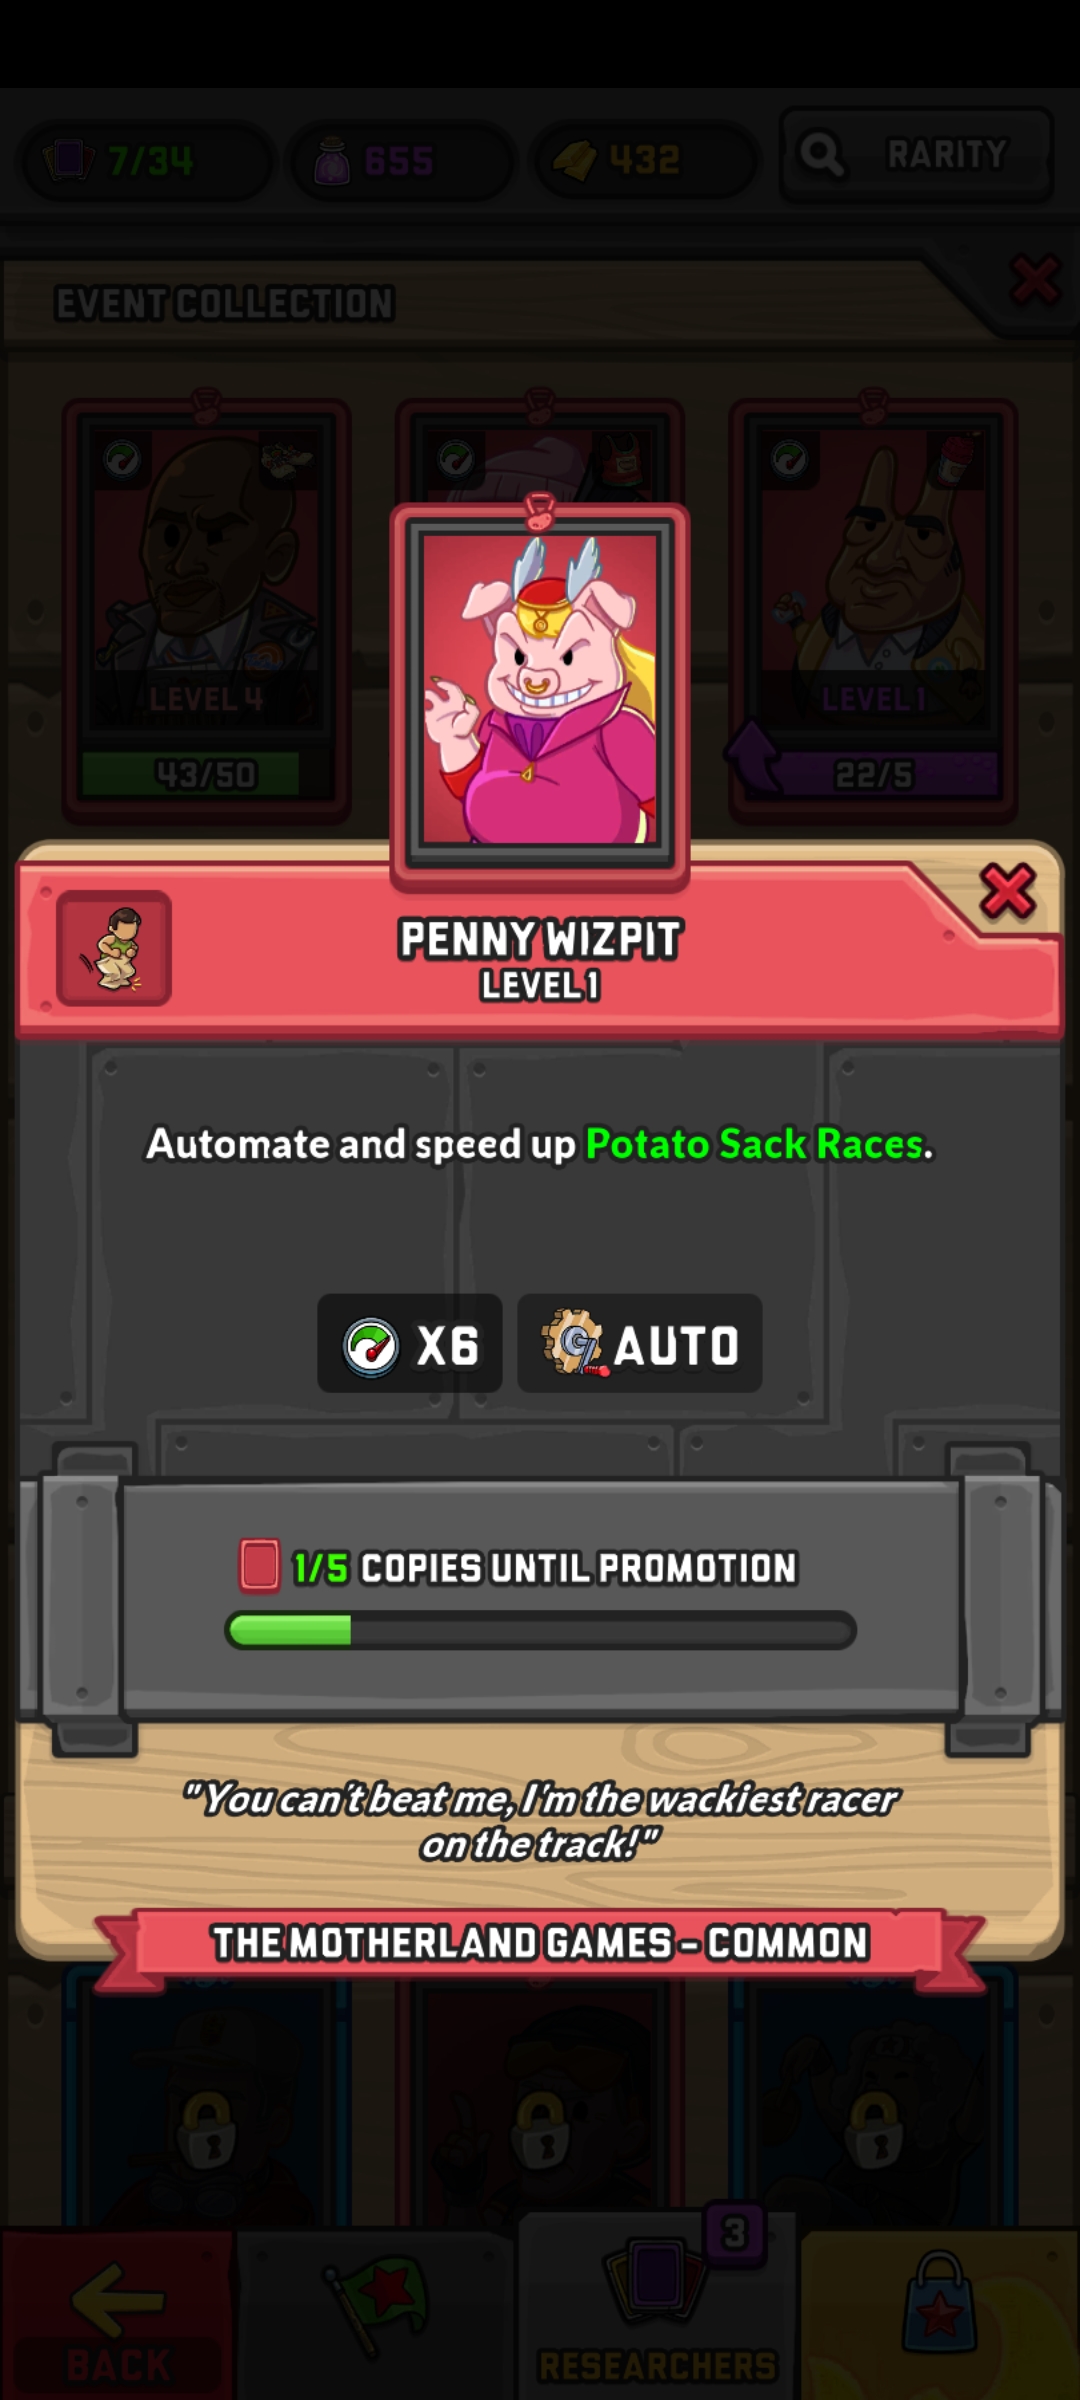 7/34
655
432
RARITY
EVENT COLLECTION
LEVEL 4
LEVEL 1
43/50
22/5
PENNY WIZPIT
LEVEL 1
Automate and speed up Potato Sack Races.
X6
AUTO
1/5 COPIES UNTIL PROMOTION
"You can't beat me, I'm the wackiest racer
on the track!"
THE MOTHERLAND GAMES - COMMON
3
BACK
RESEARCHERS